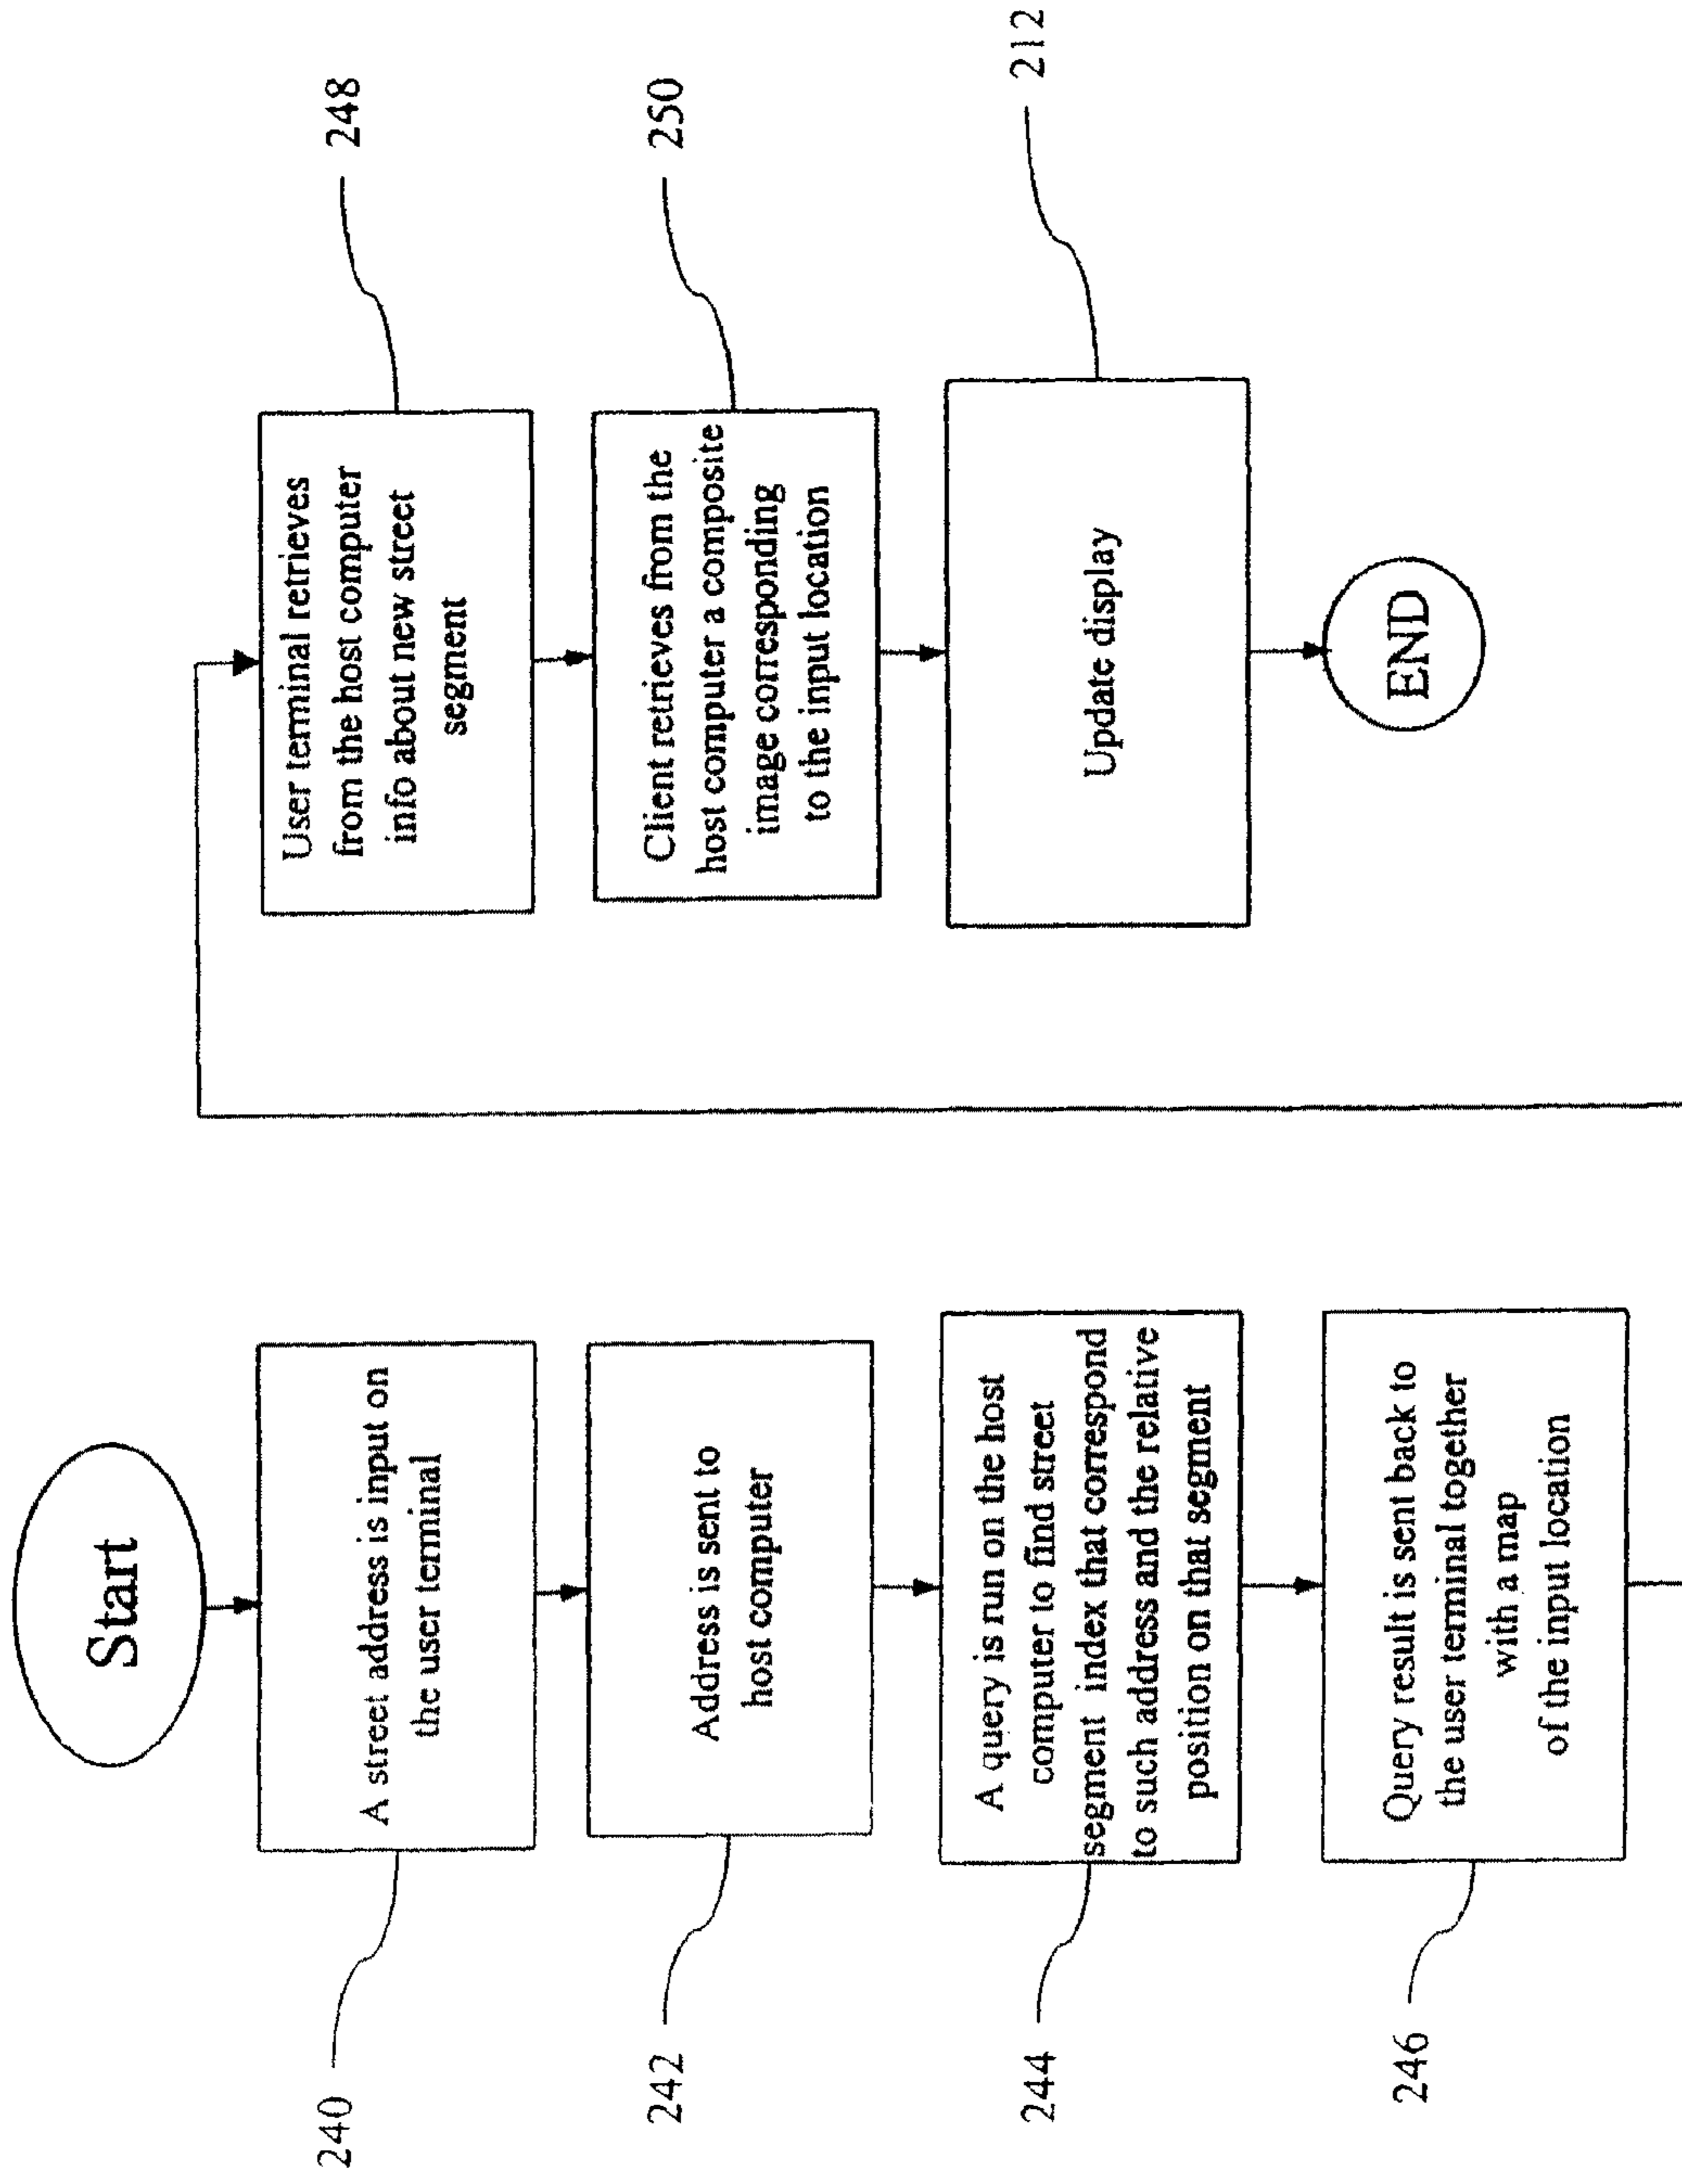 Start
240
A street address is input on
the user terminal
242
Address is sent to
host computer
244
A query is run on the host
computer to find street
segment index that correspond
to such address and the relative
position on that segment
246
Query result is sent back to
the user terminal together
with a map
of the input location
248
User terminal retrieves
from the host computer
info about new street
segment
250
Client retrieves from the
host computer a composite
image corresponding
to the input location
212
Update display
END